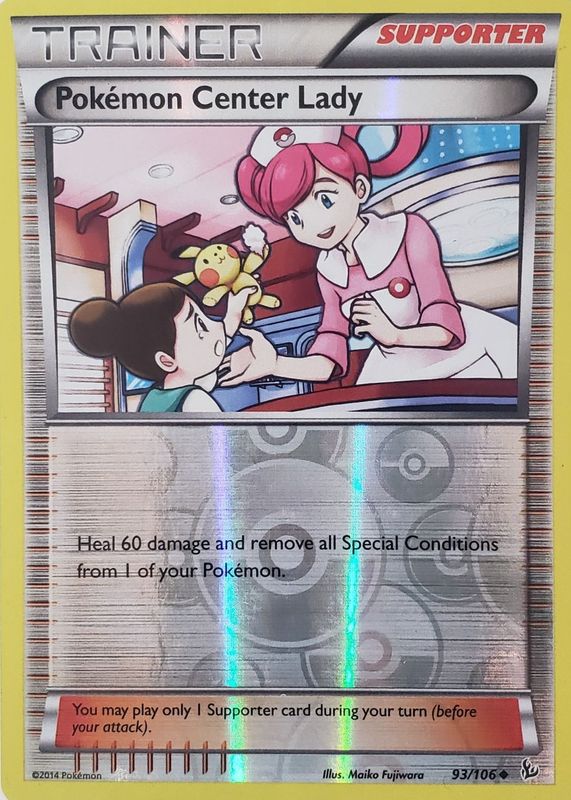 TRAINER
SUPPORTER
Pokémon Center Lady
Heal 60 damage and remove all Special Conditions
from 1 of your Pokémon.
You may play only 1 Supporter card during your turn (before
your attack).
©2014 Pokémon
Illus. Maiko Fujiwara
93/106